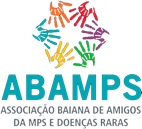 ABAMPS
ASSOCIAÇÃO BAIANA DE AMIGOS
DA MPS E DOENÇAS RARAS